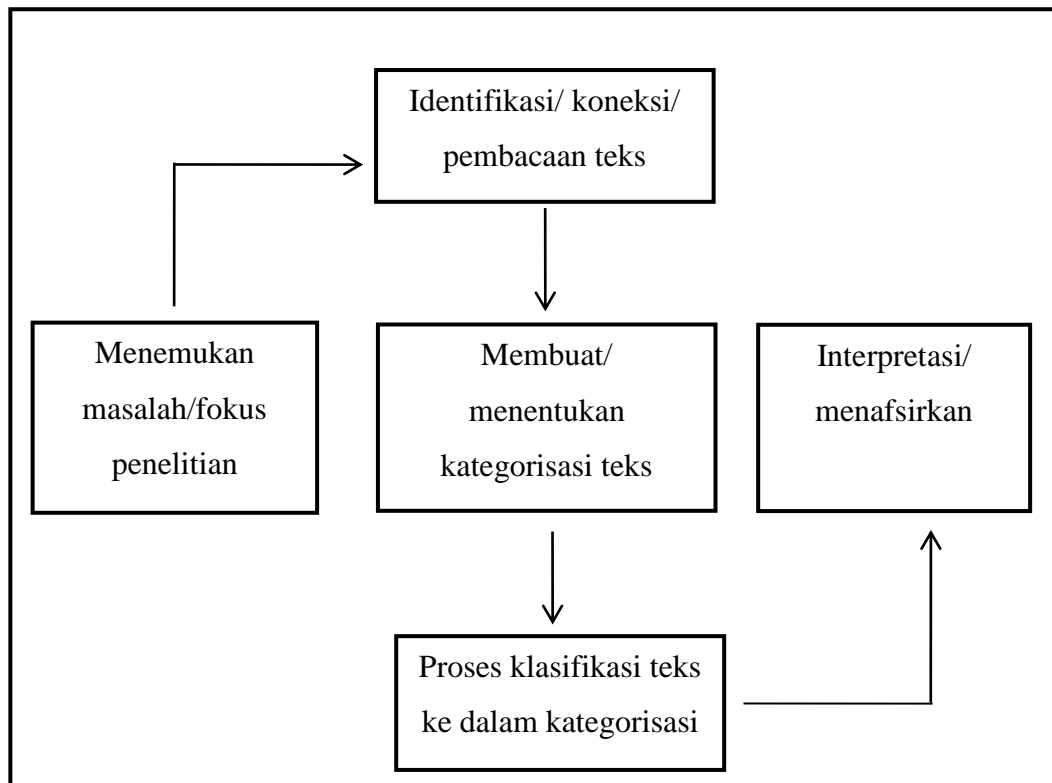 Identifikasi/ koneksi/
pembacaan teks
Menemukan
masalah/fokus
penelitian
Membuat/
menentukan
kategorisasi teks
Interpretasi/
menafsirkan
Proses klasifikasi teks
ke dalam kategorisasi